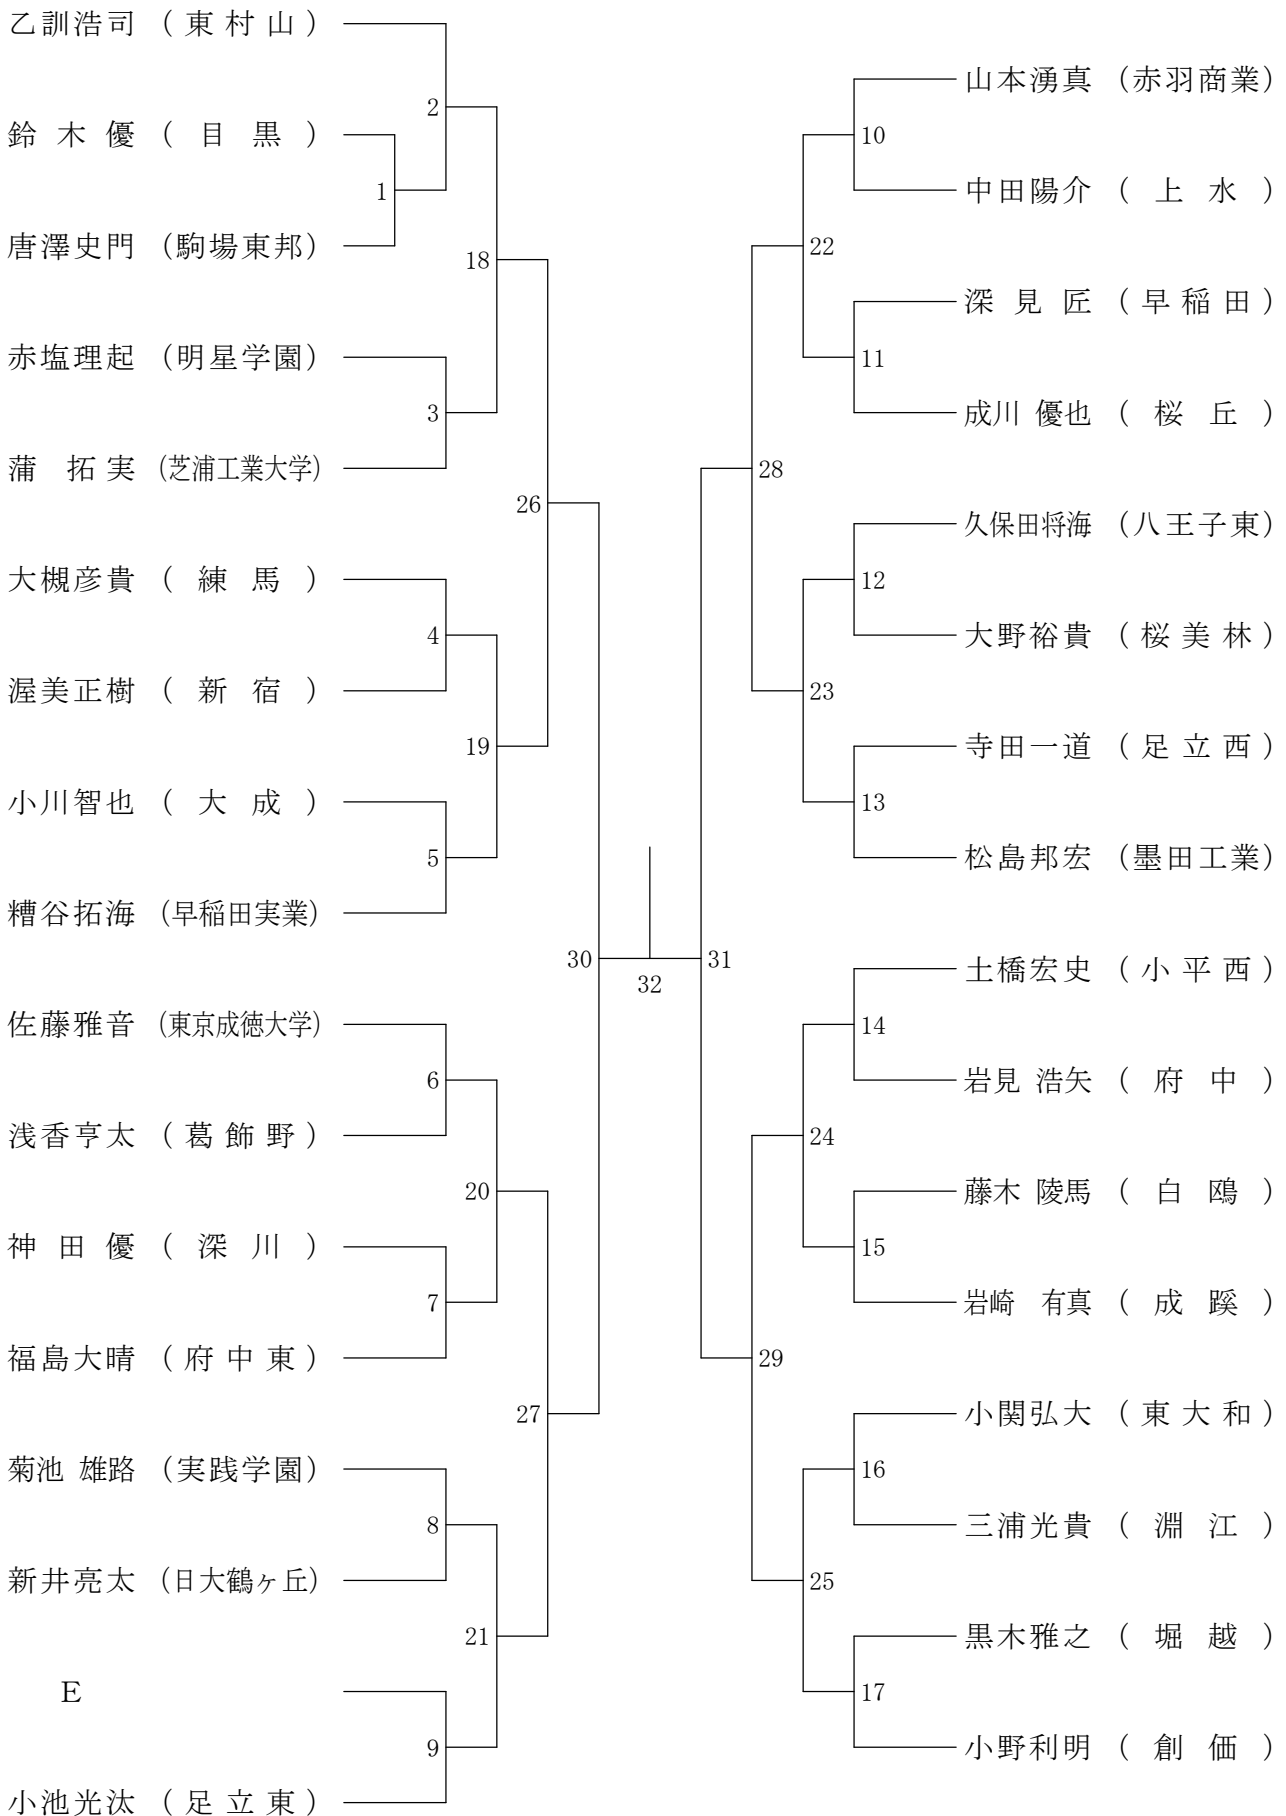 乙訓浩司 (東村山)
鈴木優 (目黒)
唐澤史門 (駒場東邦)
赤塩理起 (明星学園)
蒲 拓実 (芝浦工業大学)
大槻彦貴 (練馬)
渥美正樹 (新宿)
小川智也 (大成)
糟谷拓海 (早稲田実業)
佐藤雅音 (東京成徳大学)
浅香亨太 (葛飾野)
神田優 (深川)
福島大晴 (府中東)
菊池 雄路 (実践学園)
新井亮太 (日大鶴ヶ丘)
E
小池光汰 (足立東)
1
2
3
4
5
6
7
8
9
18
19
20
21
26
27
30
32
31
28
29
22
23
24
25
10
11
12
13
14
15
16
17
山本湧真 (赤羽商業)
中田陽介 (上水)
深見匠 (早稲田)
成川 優也 (桜丘)
久保田将海 (八王子東)
大野裕貴 (桜美林)
寺田一道 (足立西)
松島邦宏 (墨田工業)
土橋宏史 (小平西)
岩見 浩矢 (府中)
藤木 陵馬 (白鴎)
岩崎 有真 (成蹊)
小関弘大 (東大和)
三浦光貴 (淵江)
黒木雅之 (堀越)
小野利明 (創価)